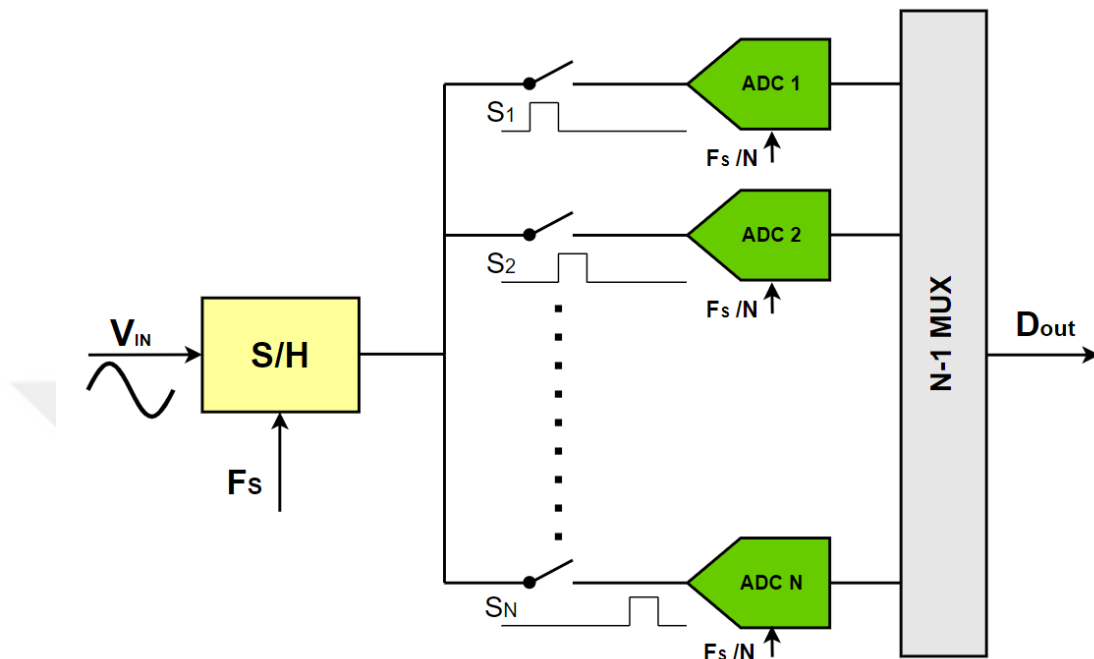 S1
ADC 1
Fs /N
S2
ADC 2
Fs /N
VIN
S/H
Fs
N-1 MUX
Dout
SN
ADC N
Fs /N